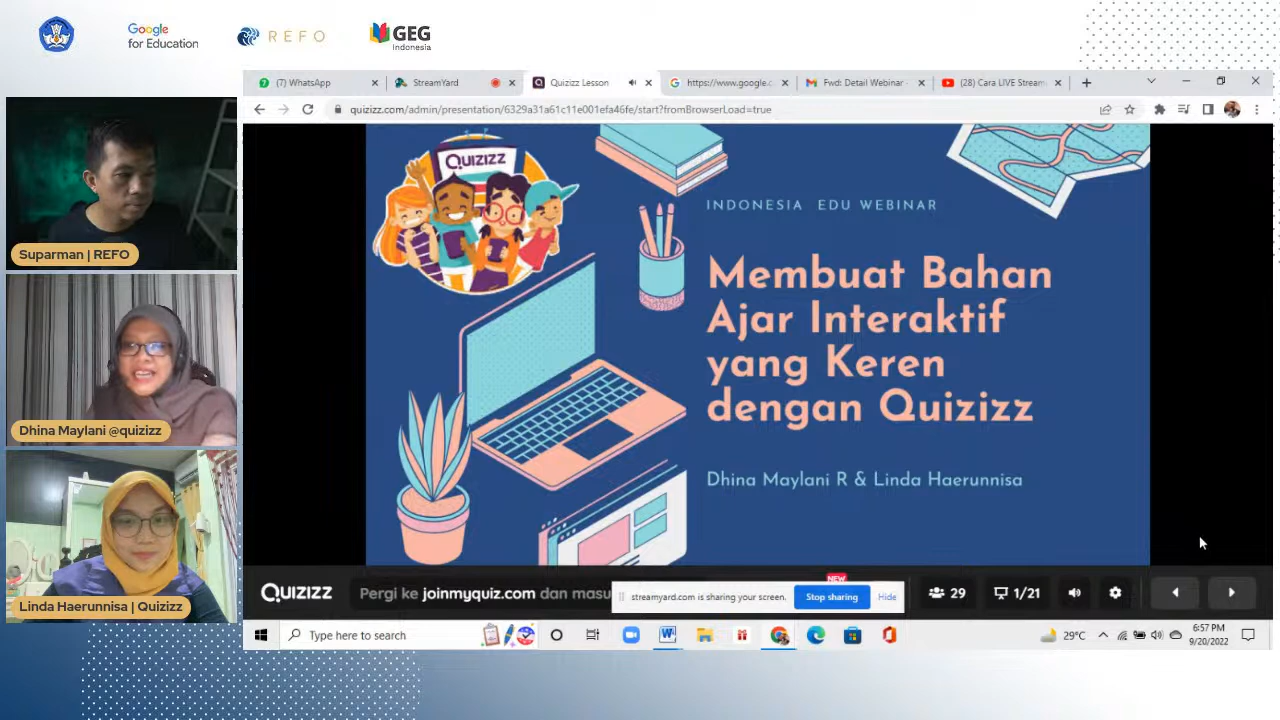 Google
for Education
REFO
GEG
Indonesia
(7) WhatsApp
StreamYard
Quizizz Lesson
https://www.google.c
Fwd: Detail Webinar
(28) Cara LIVE Stream
quizizz.com/admin/presentation/6329a31a61c11e001efa46fe/start?fromBrowserLoad=true
Suparman | REFO
Dhina Maylani @quizizz
Linda Haerunnisa | Quizizz
QUIZIZZ
INDONESIA EDU WEBINAR
Membuat Bahan
Ajar Interaktif
yang Keren
dengan Quizizz
Dhina Maylani R & Linda Haerunnisa
QUIZIZZ
Pergi ke joinmyquiz.com dan masu
streamyard.com is sharing your screen.
Stop sharing
Hide
NEW
29
1/21
Type here to search
29°C
6:57 PM
9/20/2022